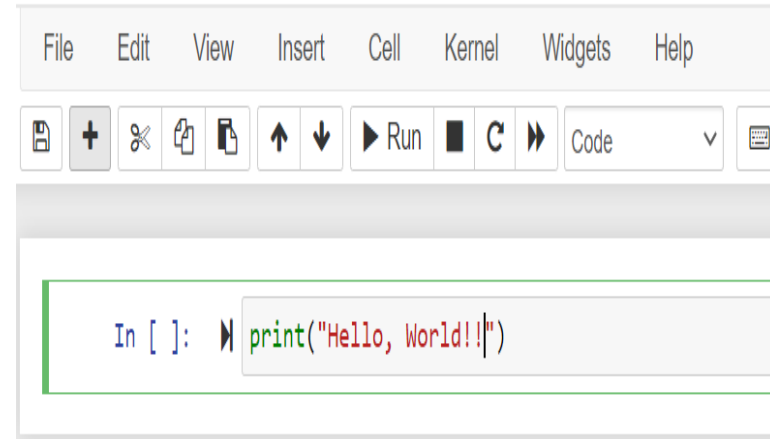 File Edit View Insert Cell Kernel Widgets Help
Run Code
In [ ]: print("Hello, World!!")